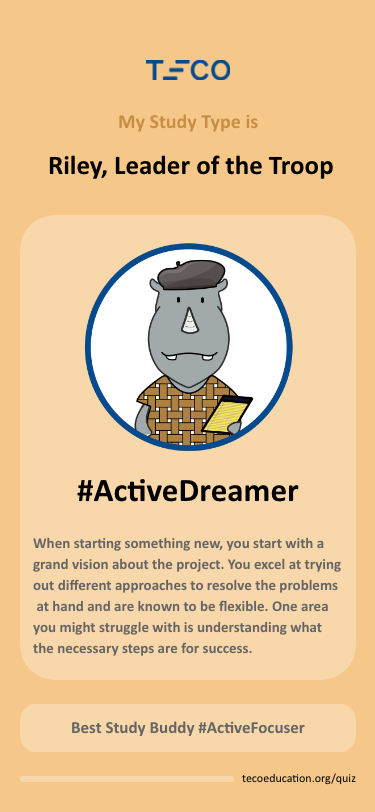 TECO
My Study Type is
Riley, Leader of the Troop
#ActiveDreamer
When starting something new, you start with a
grand vision about the project. You excel at trying
out different approaches to resolve the problems
at hand and are known to be flexible. One area
you might struggle with is understanding what
the necessary steps are for success.
Best Study Buddy #ActiveFocuser
tecoeducation.org/quiz